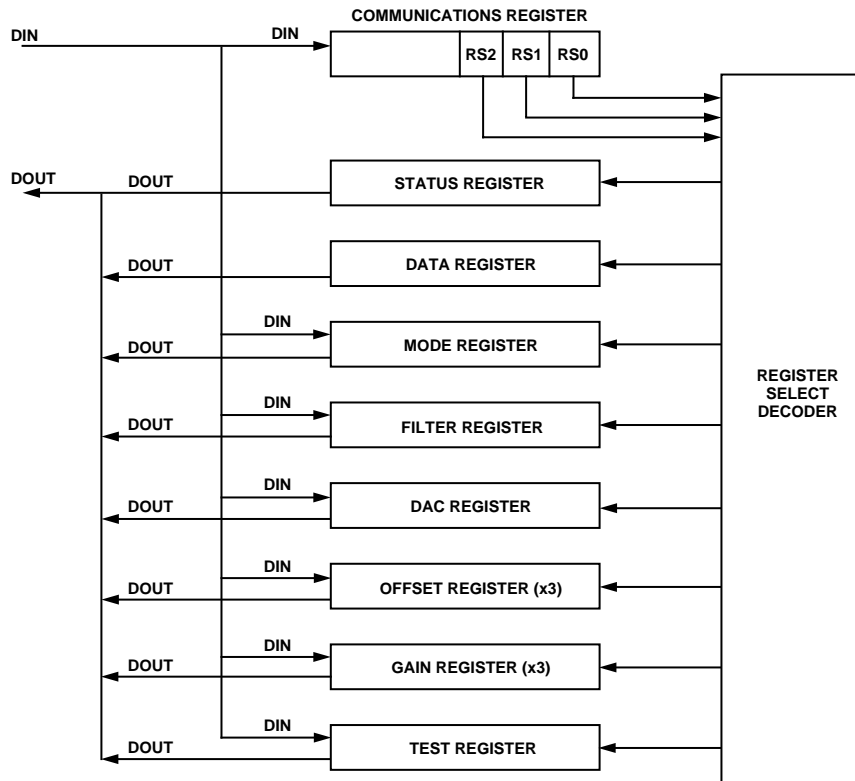 COMMUNICATIONS REGISTER
DIN
DIN
RS2 RS1 RS0
DOUT
DOUT
STATUS REGISTER
DOUT
DATA REGISTER
DIN
DOUT
MODE REGISTER
REGISTER
SELECT
DECODER
DIN
DOUT
FILTER REGISTER
DIN
DOUT
DAC REGISTER
DIN
DOUT
OFFSET REGISTER (x3)
DIN
DOUT
GAIN REGISTER (x3)
DIN
DOUT
TEST REGISTER